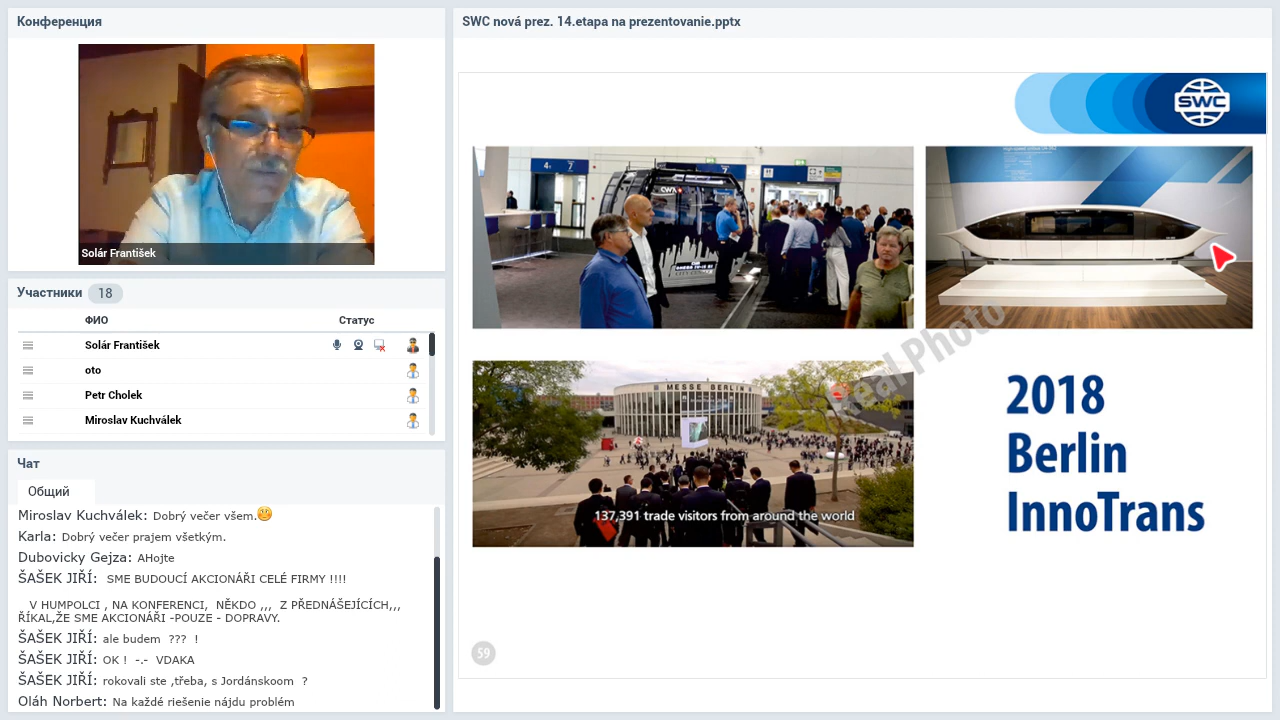 Конференция
Solár František
Участники 18
ФИО Статус
Solár František
oto
Petr Cholek
Miroslav Kuchválek
Чат
Общий
Miroslav Kuchválek: Dobrý večer všem.
Karla: Dobrý večer prajem všetkým.
Dubovicky Gejza: AHojte
ŠAŠEK JIŘÍ: SME BUDOUCÍ AKCIONÁŘI CELÉ FIRMY !!!!
V HUMPOLCI , NA KONFERENCI, NĚKDO ,,, Z PŘEDNÁŠEJÍCÍCH,,,
ŘÍKAL,ŽE SME AKCIONÁŘI -POUZE - DOPRAVY.
ŠAŠEK JIŘÍ: ale budem ??? !
ŠAŠEK JIŘÍ: OK ! -.- VDAKA
ŠAŠEK JIŘÍ: rokovali ste ,třeba, s Jordánskoom ?
Oláh Norbert: Na každé riešenie nájdu problém
SWC nová prez. 14.etapa na prezentovanie.pptx
SWC
4
7
7
CWA
MESSE BERLIN
137,391 trade visitors from around the world
Real Photo
2018
Berlin
InnoTrans
59